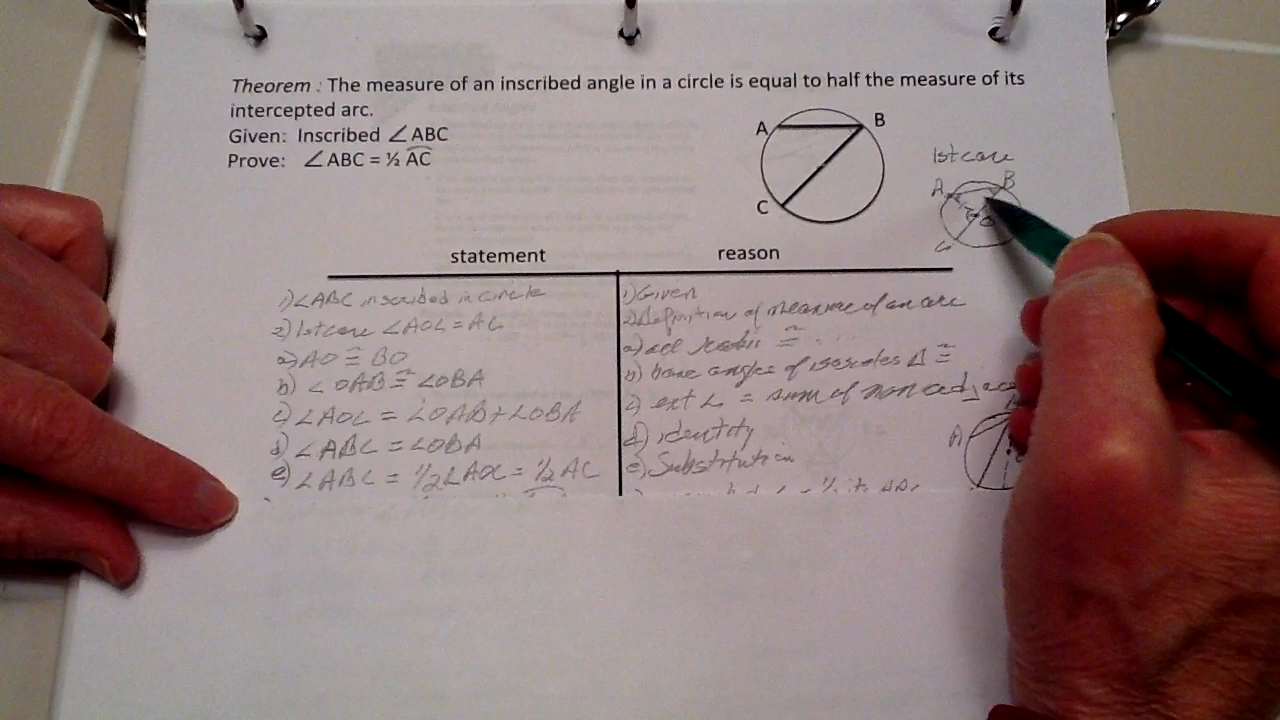 Theorem : The measure of an inscribed angle in a circle is equal to half the measure of its
intercepted arc.
Given: Inscribed ∠ABC
Prove: ∠ABC = ½ AC
A
B
C
1st case
A
B
C
statement
reason
1) ∠ABC inscribed in circle
1) Given
2) 1st case ∠AOC = AC
2) Definition of measure of an arc
a) AO ≅ BO
a) all radii ≅
b) ∠OAB ≅ ∠OBA
b) base angles of isosceles Δ ≅
c) ∠AOC = ∠OAB + ∠OBA
c) ext ∠ = sum of non adjac
d) ∠ABC = ∠OBA
d) identity
e) ∠ABC = 1/2∠AOC = 1/2 AC
e) Substitution
A